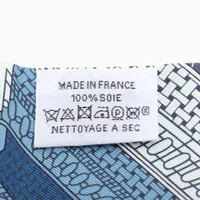 MADE IN FRANCE
100% SOIE
NETTOYAGE A SEC